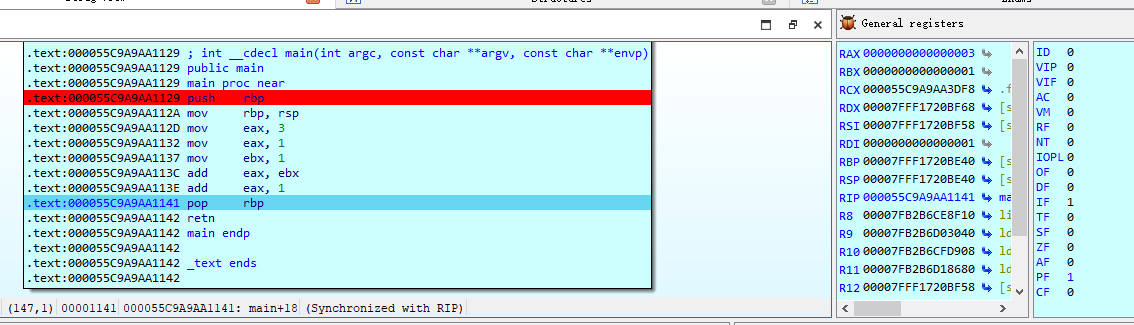 Structures
Enums
.text:000055C9A9AA1129 ; int __cdecl main(int argc, const char **argv, const char **envp)
.text:000055C9A9AA1129 public main
.text:000055C9A9AA1129 main proc near
.text:000055C9A9AA1129 push rbp
.text:000055C9A9AA112A mov rbp, rsp
.text:000055C9A9AA112D mov eax, 3
.text:000055C9A9AA1132 mov eax, 1
.text:000055C9A9AA1137 mov ebx, 1
.text:000055C9A9AA113C add eax, ebx
.text:000055C9A9AA113E add eax, 1
.text:000055C9A9AA1141 pop rbp
.text:000055C9A9AA1142 retn
.text:000055C9A9AA1142 main endp
.text:000055C9A9AA1142
.text:000055C9A9AA1142 _text ends
.text:000055C9A9AA1142
(147,1) 00001141 000055C9A9AA1141: main+18 (Synchronized with RIP)
General registers
RAX 0000000000000003
RBX 0000000000000001
RCX 000055C9A9AA3DF8 .f
RDX 00007FFF1720BF68 [s
RSI 00007FFF1720BF58 [s
RDI 0000000000000001
RBP 00007FFF1720BE40 [s
RSP 00007FFF1720BE40 [s
RIP 000055C9A9AA1141 ma
R8 00007FB2B6CE8F10 li
R9 00007FB2B6D03040 ld
R10 00007FB2B6CFD908 ld
R11 00007FB2B6D18680 ld
R12 00007FFF1720BF58 [s
ID 0
VIP 0
VIF 0
AC 0
VM 0
RF 0
NT 0
IOPL 0
OF 0
DF 0
IF 1
TF 0
SF 0
ZF 0
AF 0
PF 1
CF 0